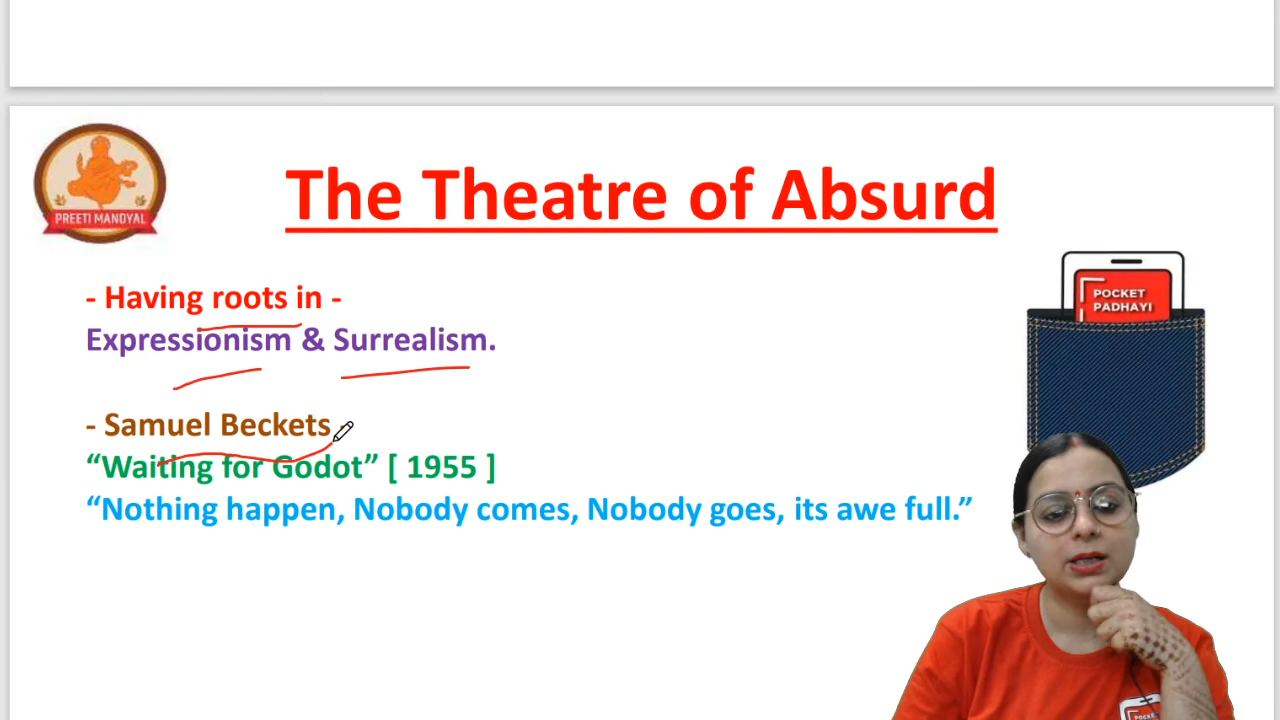 PREETI MANDYAL
The Theatre of Absurd
POCKET
PADHAYI
- Having roots in -
Expressionism & Surrealism.
- Samuel Beckets
“Waiting for Godot” [ 1955 ]
“Nothing happen, Nobody comes, Nobody goes, its awe full.”
POCKET